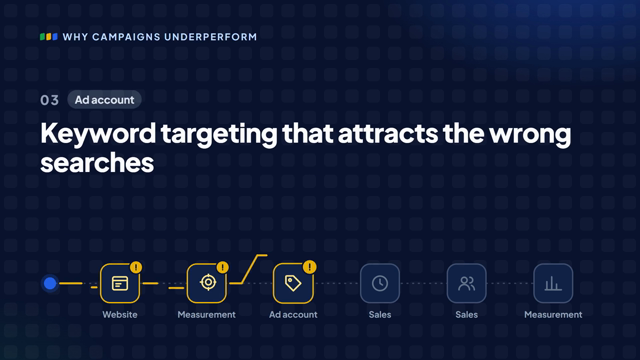 WHY CAMPAIGNS UNDERPERFORM
03 Ad account
Keyword targeting that attracts the wrong
searches
! ! !
Website Measurement Ad account Sales Sales Measurement